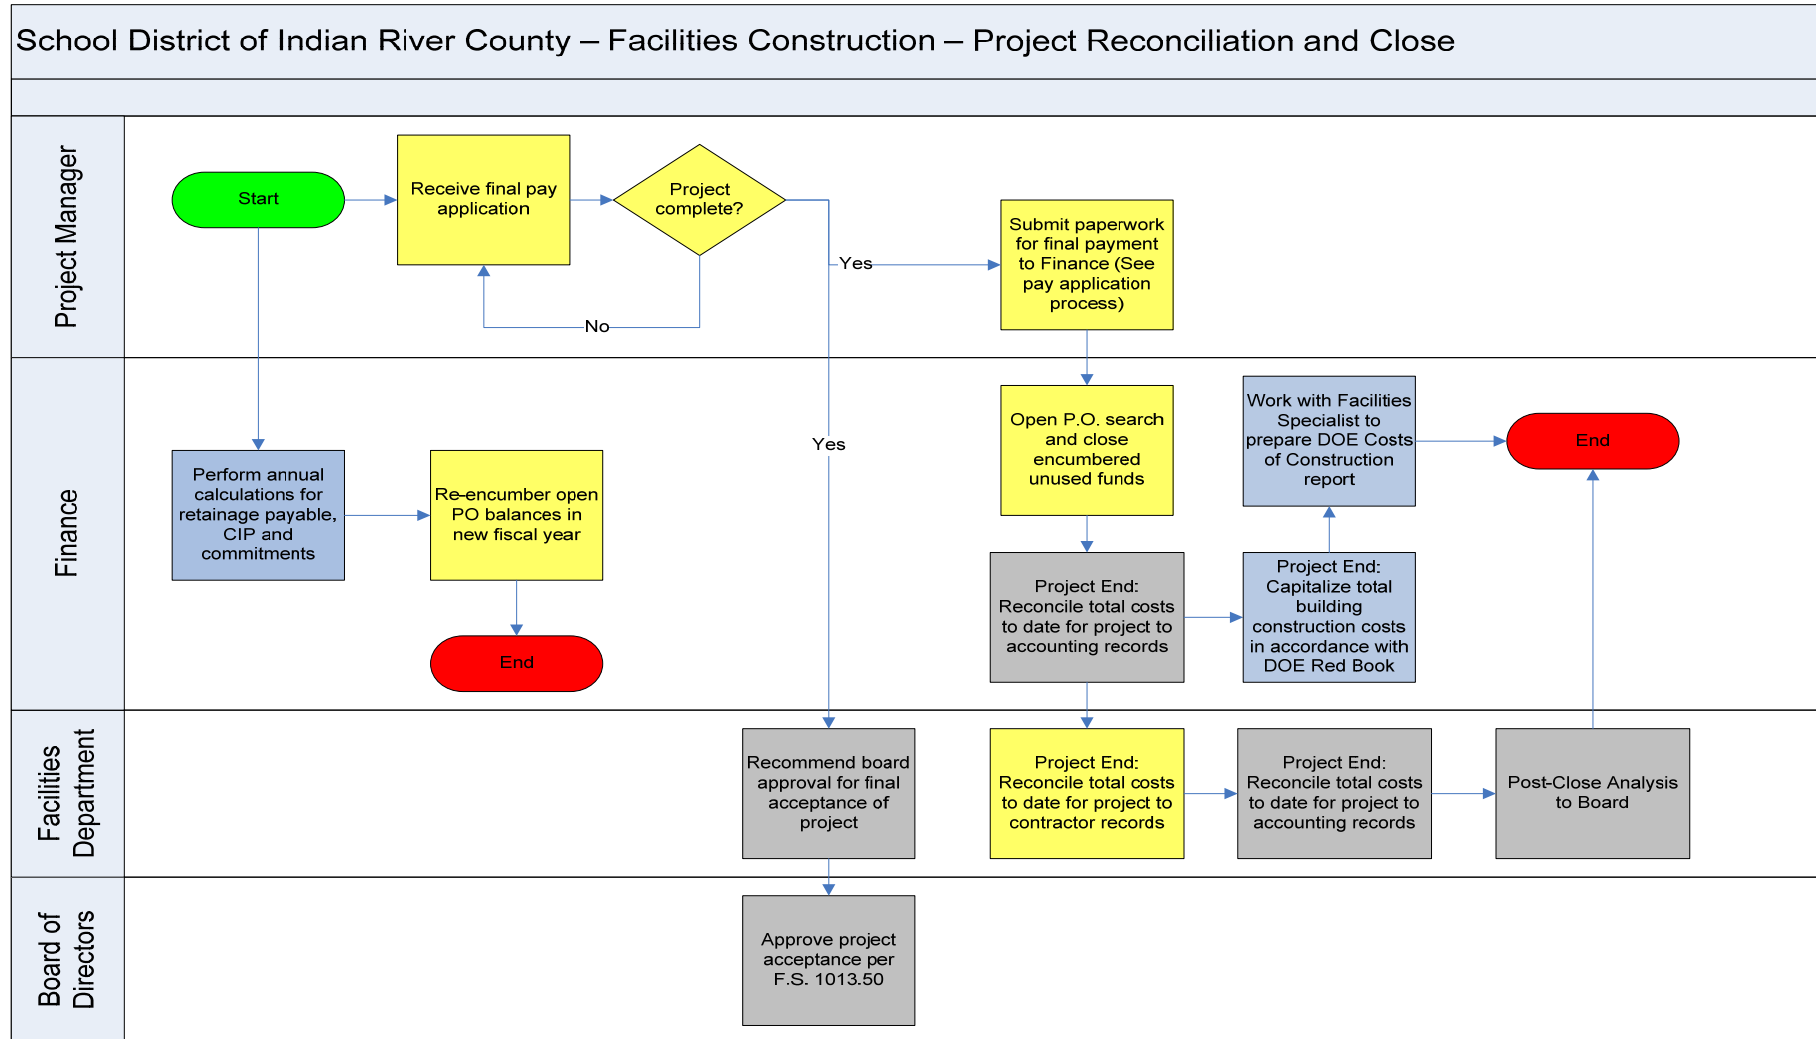 School District of Indian River County – Facilities Construction – Project Reconciliation and Close
Project Manager
Start
Receive final pay
application
Project
complete?
No
Yes
Submit paperwork
for final payment
to Finance (See
pay application
process)
Finance
Perform annual
calculations for
retainage payable,
CIP and
commitments
Re-encumber open
PO balances in
new fiscal year
End
Yes
Open P.O. search
and close
encumbered
unused funds
Project End:
Reconcile total costs
to date for project to
accounting records
Work with Facilities
Specialist to
prepare DOE Costs
of Construction
report
Project End:
Capitalize total
building
construction costs
in accordance with
DOE Red Book
End
Facilities
Department
Recommend board
approval for final
acceptance of
project
Project End:
Reconcile total costs
to date for project to
contractor records
Project End:
Reconcile total costs
to date for project to
accounting records
Post-Close Analysis
to Board
Board of
Directors
Approve project
acceptance per
F.S. 1013.50